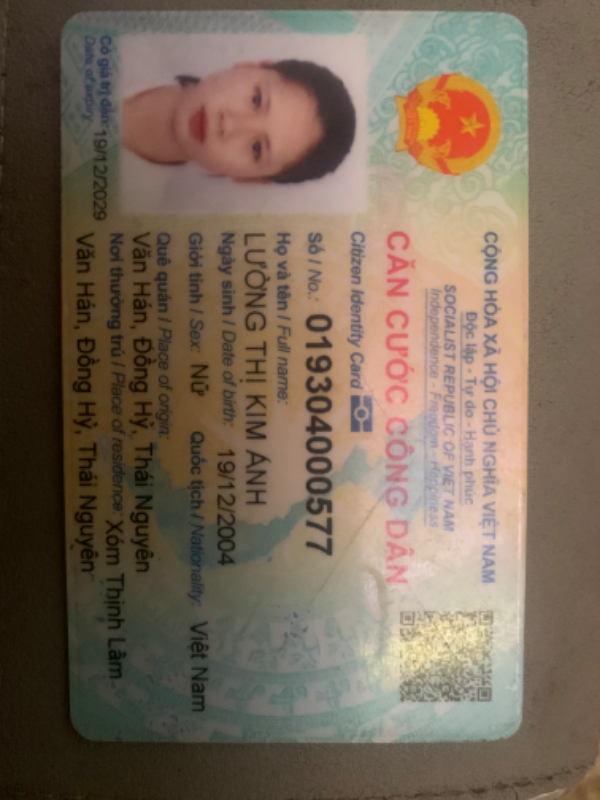 CỘNG HÒA XÃ HỘI CHỦ NGHĨA VIỆT NAM
Độc lập - Tự do - Hạnh phúc
SOCIALIST REPUBLIC OF VIET NAM
Independence - Freedom - Happiness
CĂN CƯỚC CÔNG DÂN
Citizen Identity Card
Số / No.: 019304000577
Họ và tên / Full name:
LƯỜNG THỊ KIM ÁNH
Ngày sinh / Date of birth: 19/12/2004
Giới tính / Sex: Nữ Quốc tịch / Nationality: Việt Nam
Quê quán / Place of origin:
Văn Hán, Đồng Hỷ, Thái Nguyên
Nơi thường trú / Place of residence: Xóm Thịnh Lâm
Văn Hán, Đồng Hỷ, Thái Nguyên
Có giá trị đến: 19/12/2029
Date of expiry